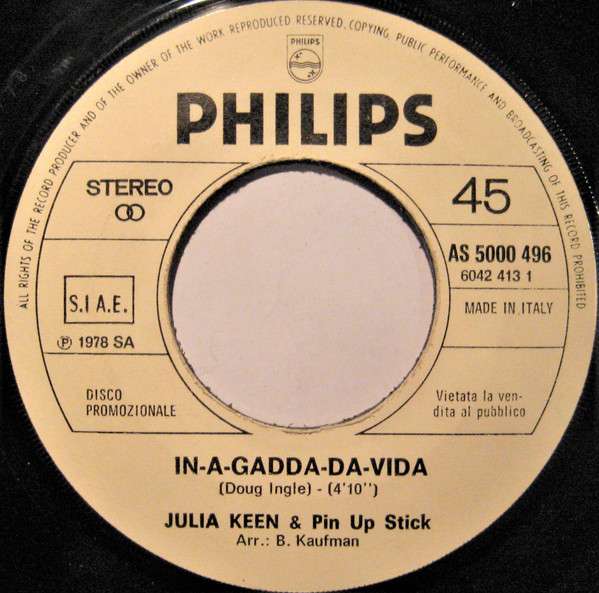 ALL RIGHTS OF THE RECORD PRODUCER AND OF THE OWNER OF THE WORK REPRODUCED RESERVED. COPYING, PUBLIC PERFORMANCE AND BROADCASTING OF THIS RECORD PROHIBITED
PHILIPS
PHILIPS
STEREO
45
AS 5000 496
6042 413 1
S.I A.E.
MADE IN ITALY
℗ 1978 SA
DISCO
PROMOZIONALE
Vietata la ven-
dita al pubblico
IN-A-GADDA-DA-VIDA
(Doug Ingle) - (4'10'')
JULIA KEEN & Pin Up Stick
Arr.: B. Kaufman